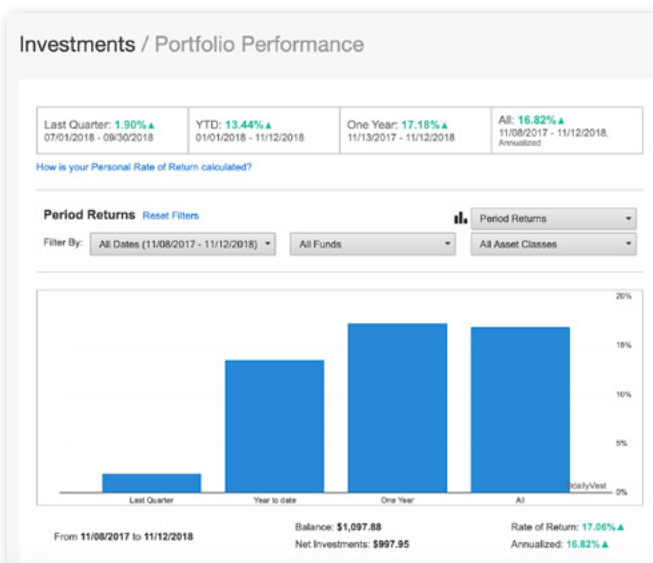 Investments / Portfolio Performance
Last Quarter: 1.90%▲
07/01/2018 - 09/30/2018
YTD: 13.44%▲
01/01/2018 - 11/12/2018
One Year: 17.18%▲
11/13/2017 - 11/12/2018
All: 16.82%▲
11/08/2017 - 11/12/2018,
Annualized
How is your Personal Rate of Return calculated?
Period Returns Reset Filters
Period Returns
Filter By: All Dates (11/08/2017 - 11/12/2018) All Funds All Asset Classes
20%
15%
10%
5%
©dailyVest
0%
Last Quarter Year to date One Year All
From 11/08/2017 to 11/12/2018
Balance: $1,097.88
Net Investments: $997.95
Rate of Return: 17.06%▲
Annualized: 16.82%▲